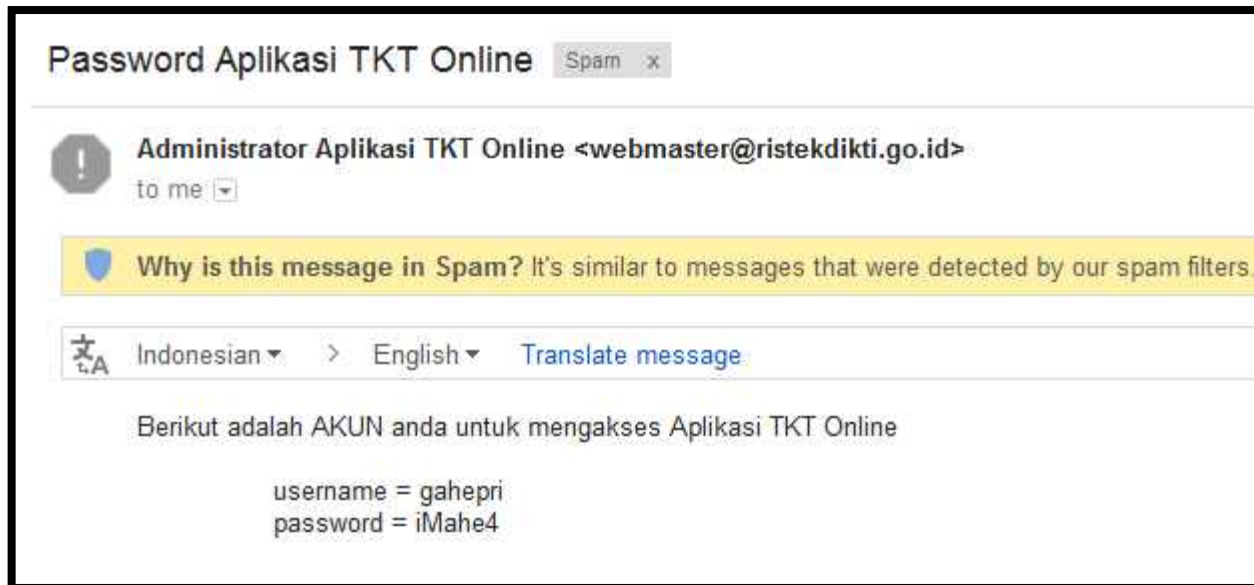 Password Aplikasi TKT Online Spam x
Administrator Aplikasi TKT Online <webmaster@ristekdikti.go.id>
to me
Why is this message in Spam? It's similar to messages that were detected by our spam filters.
Indonesian > English Translate message
Berikut adalah AKUN anda untuk mengakses Aplikasi TKT Online
username = gahepri
password = iMahe4